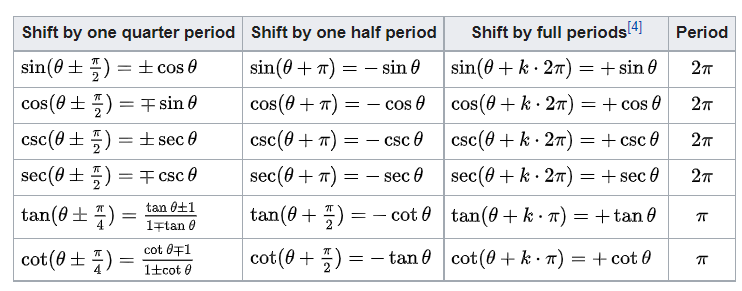 Shift by one quarter period Shift by one half period Shift by full periods[4] Period
sin(θ ± π/2) = ± cos θ sin(θ + π) = − sin θ sin(θ + k · 2π) = + sin θ 2π
cos(θ ± π/2) = ∓ sin θ cos(θ + π) = − cos θ cos(θ + k · 2π) = + cos θ 2π
csc(θ ± π/2) = ± sec θ csc(θ + π) = − csc θ csc(θ + k · 2π) = + csc θ 2π
sec(θ ± π/2) = ∓ csc θ sec(θ + π) = − sec θ sec(θ + k · 2π) = + sec θ 2π
tan(θ ± π/4) = (tan θ±1)/(1∓tan θ) tan(θ + π/2) = − cot θ tan(θ + k · π) = + tan θ π
cot(θ ± π/4) = (cot θ∓1)/(1±cot θ) cot(θ + π/2) = − tan θ cot(θ + k · π) = + cot θ π